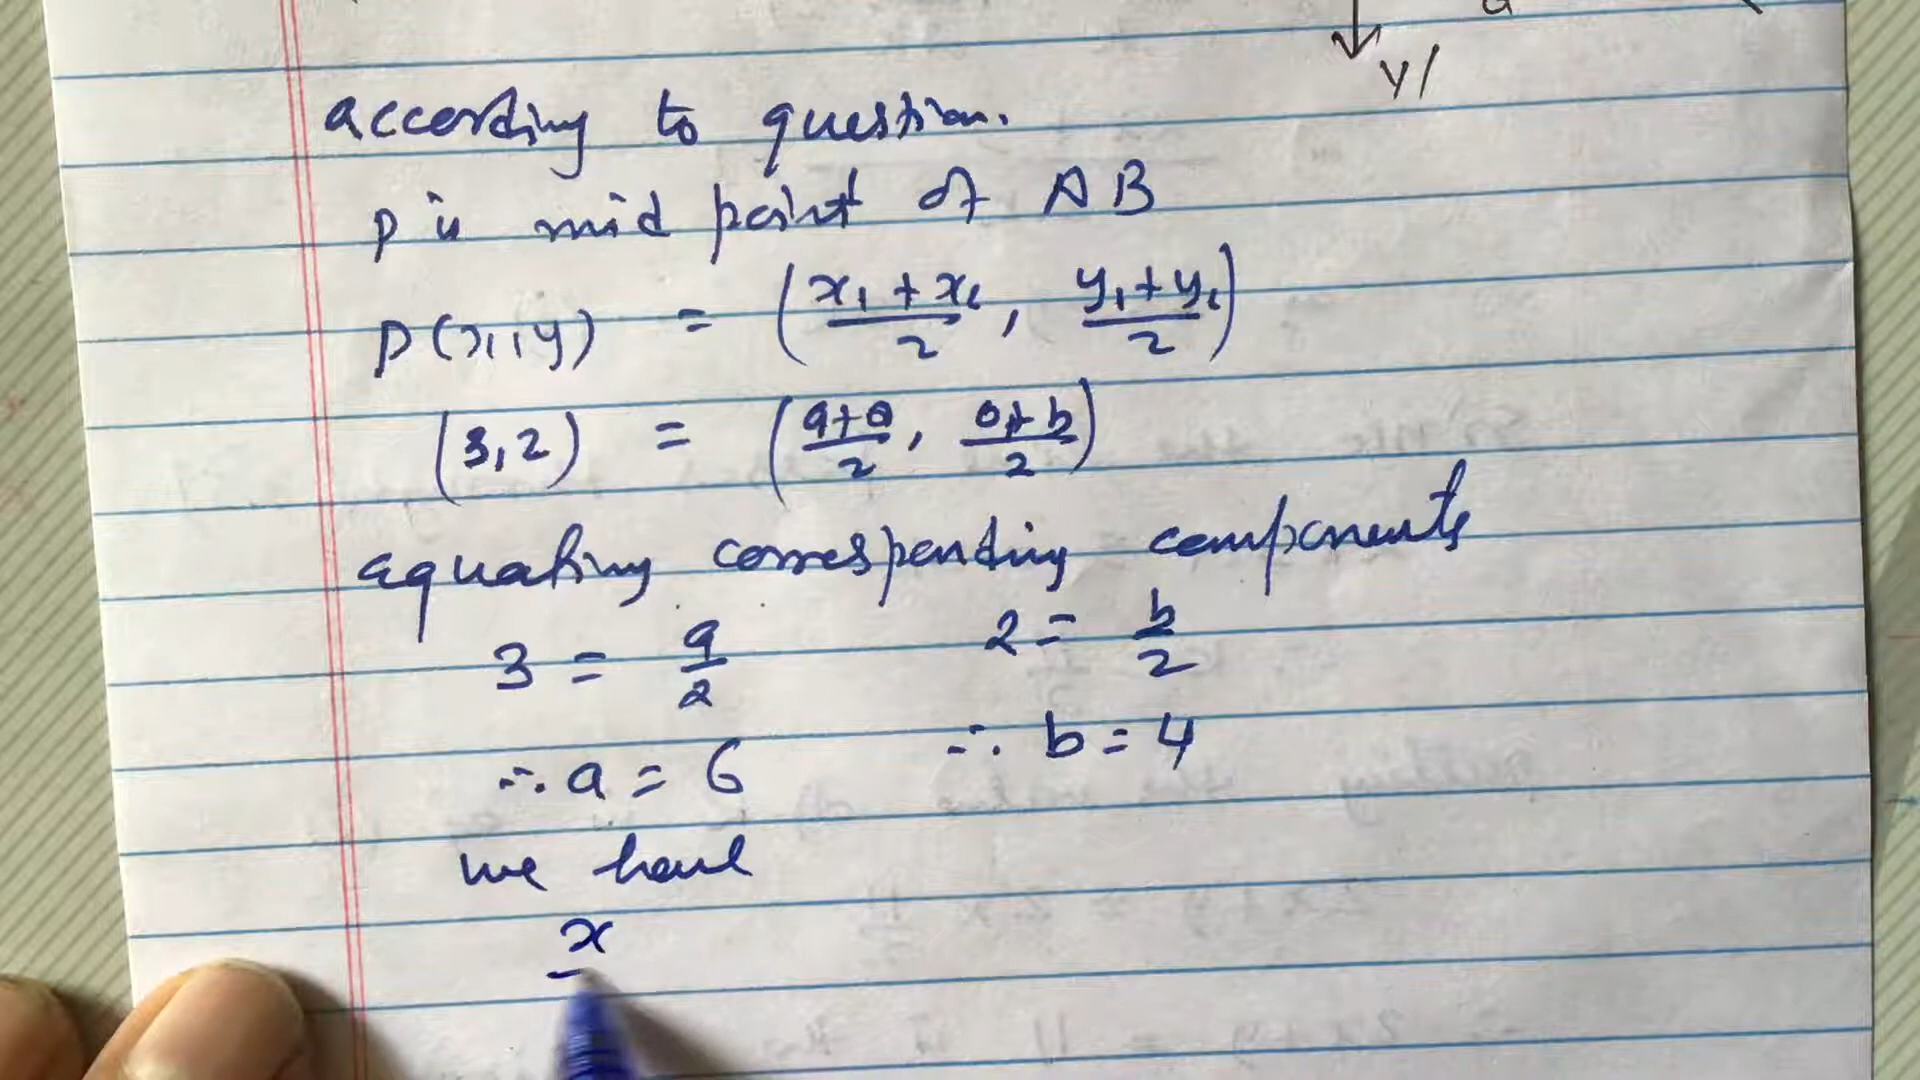 y/
according to question.
P is mid point of AB
P(x,y) = (x₁ + x₂/2, y₁+y₂/2)
(3,2) = (a+0/2, 0+b/2)
equating corresponding components
3 = a/2 2 = b/2
∴ a = 6 ∴ b = 4
we have
x